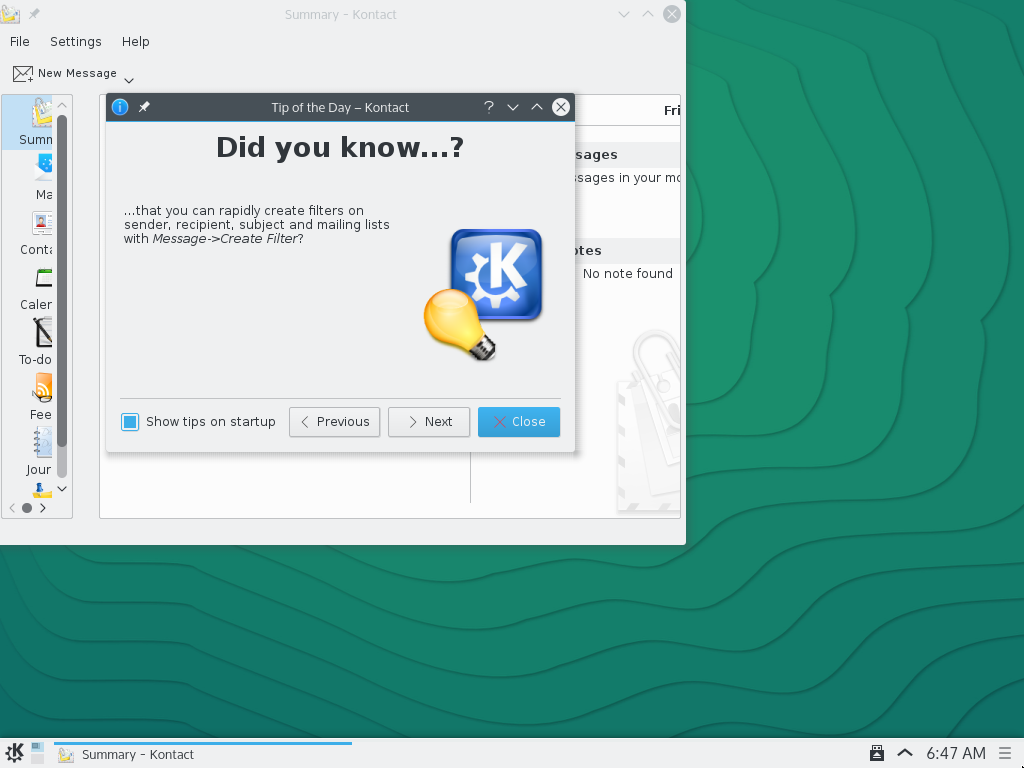 Summary – Kontact
File Settings Help
New Message
Summ
Ma
Conta
Caler
To-do
Fee
Jour
Tip of the Day – Kontact
Did you know...?
...that you can rapidly create filters on
sender, recipient, subject and mailing lists
with Message->Create Filter?
Show tips on startup
Previous
Next
Close
Fri
sages
ssages in your mo
otes
No note found
Summary – Kontact
6:47 AM